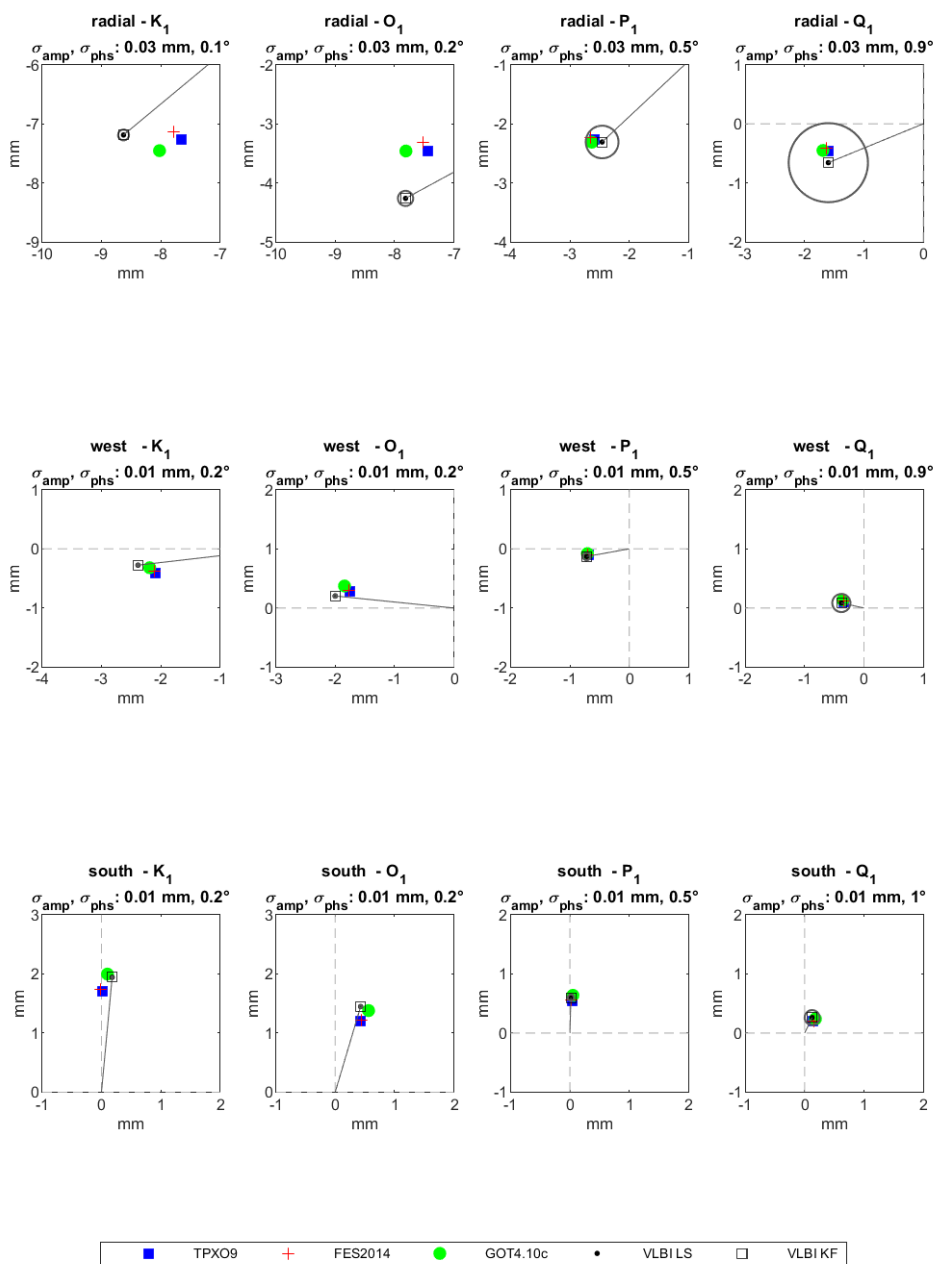 radial - K1
σamp, σphs: 0.03 mm, 0.1°
-6
-7
-8
-9
mm
-10 -9 -8 -7
mm
radial - O1
σamp, σphs: 0.03 mm, 0.2°
-2
-3
-4
-5
mm
-10 -9 -8 -7
mm
radial - P1
σamp, σphs: 0.03 mm, 0.5°
-1
-2
-3
-4
mm
-4 -3 -2 -1
mm
radial - Q1
σamp, σphs: 0.03 mm, 0.9°
1
0
-1
-2
mm
-3 -2 -1 0
mm
west - K1
σamp, σphs: 0.01 mm, 0.2°
1
0
-1
-2
mm
-4 -3 -2 -1
mm
west - O1
σamp, σphs: 0.01 mm, 0.2°
2
1
0
-1
mm
-3 -2 -1 0
mm
west - P1
σamp, σphs: 0.01 mm, 0.5°
1
0
-1
-2
mm
-2 -1 0 1
mm
west - Q1
σamp, σphs: 0.01 mm, 0.9°
2
1
0
-1
mm
-2 -1 0 1
mm
south - K1
σamp, σphs: 0.01 mm, 0.2°
3
2
1
0
mm
-1 0 1 2
mm
south - O1
σamp, σphs: 0.01 mm, 0.2°
3
2
1
0
mm
-1 0 1 2
mm
south - P1
σamp, σphs: 0.01 mm, 0.5°
2
1
0
-1
mm
-1 0 1 2
mm
south - Q1
σamp, σphs: 0.01 mm, 1°
2
1
0
-1
mm
-1 0 1 2
mm
TPXO9 FES2014 GOT4.10c VLBI LS VLBI KF